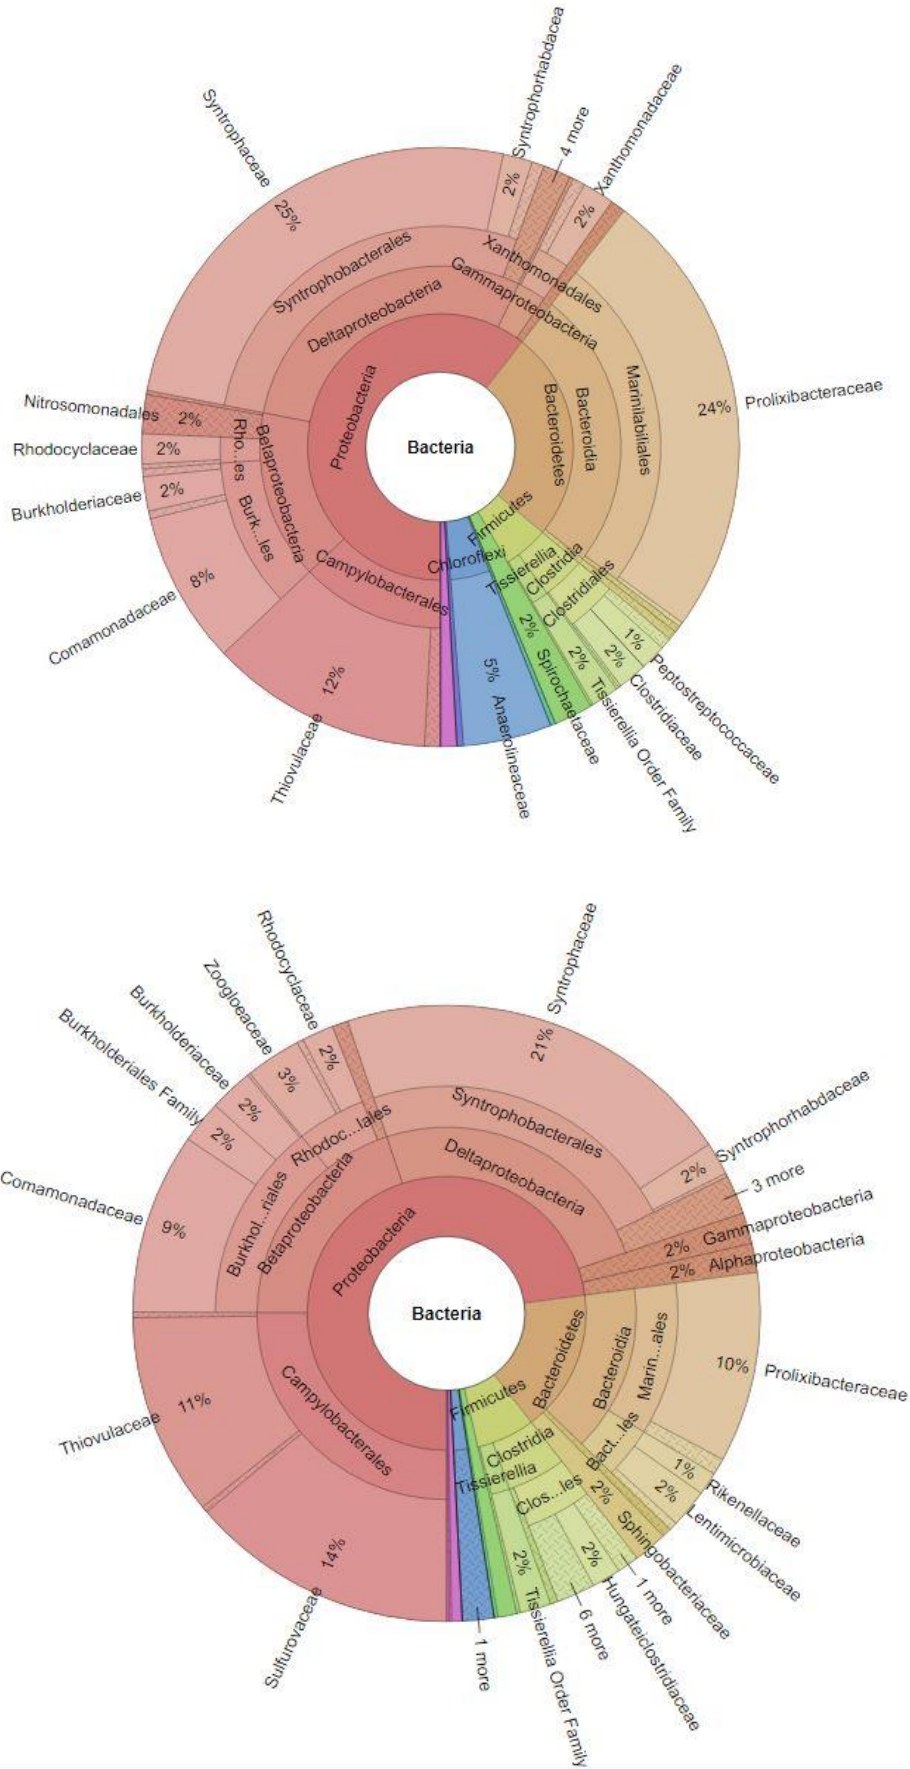 Syntrophaceae
25%
Syntrophorhabdacea
2%
4 more
Xanthomonadaceae
2%
Syntrophobacterales
Deltaproteobacteria
Proteobacteria
Xanthomonadales
Gammaproteobacteria
Bacteroidetes
Bacteroidia
Marinilabiliales
24%
Prolixibacteraceae
Nitrosomonadales
2%
Rhodocyclaceae
2%
Burkholderiaceae
2%
Rho...es
Betaproteobacteria
Burk...les
Bacteria
Comamonadaceae
8%
Campylobacterales
Thiovulaceae
12%
Firmicutes
Chloroflexi
Tissierellia
Clostridia
Clostridiales
5%
Anaerolineaceae
2%
Spirochaetaceae
2%
Tissierellia Order Family
2%
Clostridiaceae
1%
Peptostreptococcaceae
Rhodocyclaceae
2%
Zoogloeaceae
3%
Burkholderiaceae
2%
Burkholderiales Family
2%
Comamonadaceae
9%
Syntrophaceae
21%
Syntrophorhabdaceae
2%
3 more
Gammaproteobacteria
2%
Alphaproteobacteria
2%
Syntrophobacterales
Deltaproteobacteria
Rhodoc...lales
Burkhol...riales
Betaproteobacteria
Proteobacteria
Bacteria
Bacteroidetes
Bacteroidia
Marin...ales
10%
Prolixibacteraceae
Bact...les
1%
Rikenellaceae
2%
Lentimicrobiaceae
2%
Sphingobacteriaceae
Firmicutes
Clostridia
Tissierellia
Clos...les
1 more
2%
Hungateiclostridiaceae
6 more
2%
Tissierellia Order Family
1 more
Campylobacterales
Thiovulaceae
11%
Sulfurovaceae
14%